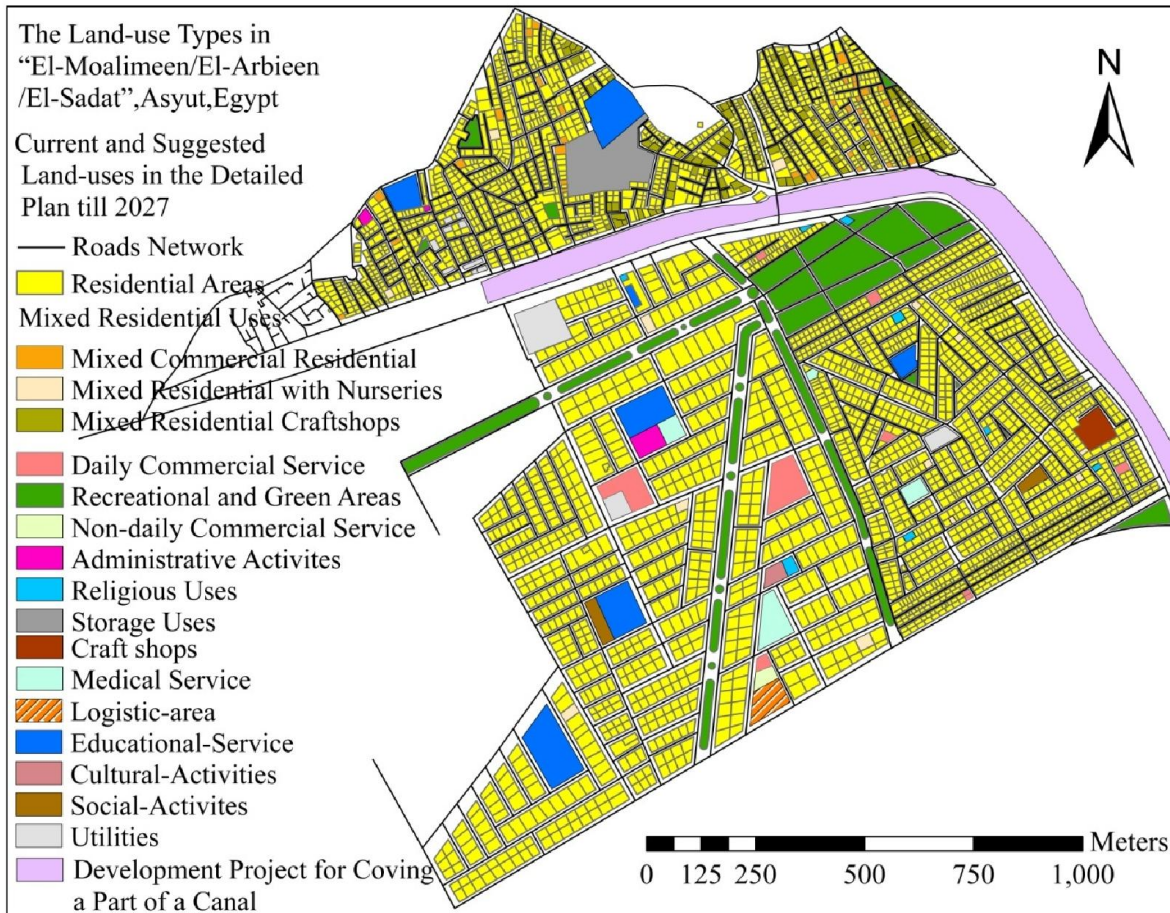 The Land-use Types in
“El-Moalimeen/El-Arbieen
/El-Sadat”,Asyut,Egypt
Current and Suggested
Land-uses in the Detailed
Plan till 2027
Roads Network
Residential Areas
Mixed Residential Uses
Mixed Commercial Residential
Mixed Residential with Nurseries
Mixed Residential Craftshops
Daily Commercial Service
Recreational and Green Areas
Non-daily Commercial Service
Administrative Activites
Religious Uses
Storage Uses
Craft shops
Medical Service
Logistic-area
Educational-Service
Cultural-Activities
Social-Activites
Utilities
Development Project for Coving
a Part of a Canal
N
Meters
0 125 250 500 750 1,000